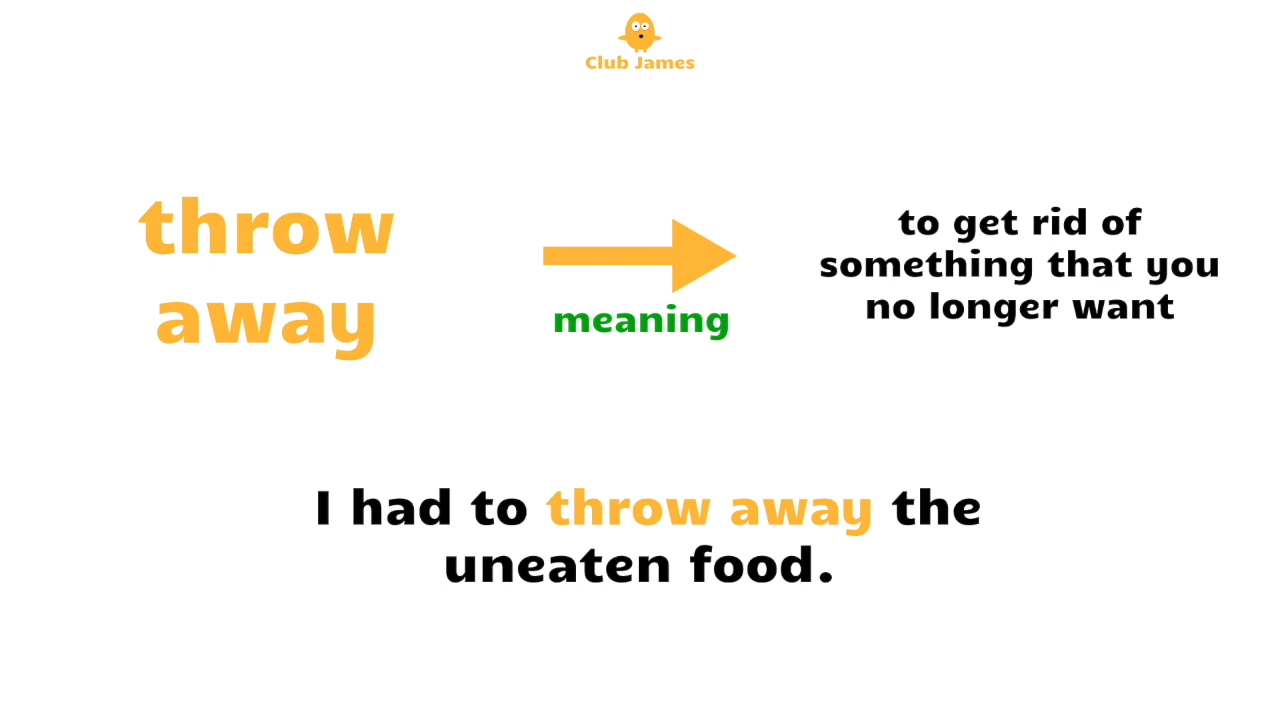 Club James
throw
away
meaning
to get rid of
something that you
no longer want
I had to throw away the
uneaten food.